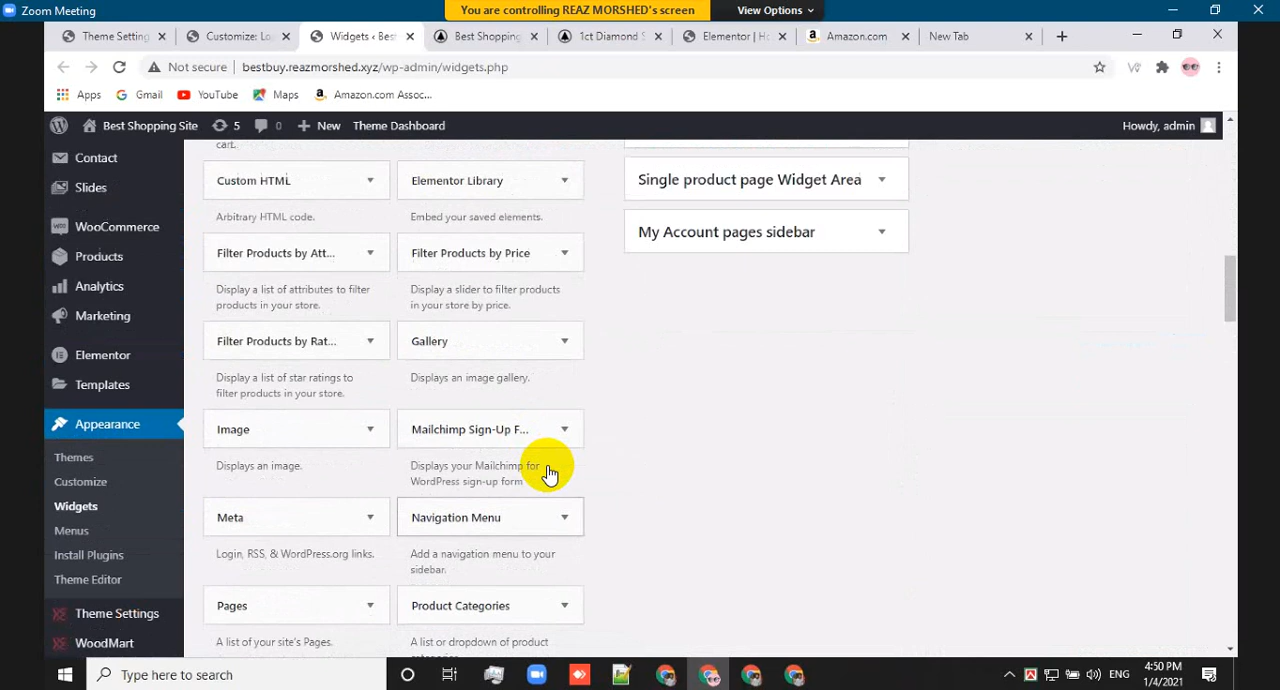 Zoom Meeting
You are controlling REAZ MORSHED's screen
View Options
Theme Setting
Customize: Lo
Widgets ‹ Bes
Best Shopping
1ct Diamond S
Elementor | H
Amazon.com
New Tab
Not secure
bestbuy.reazmorshed.xyz/wp-admin/widgets.php
Apps
Gmail
YouTube
Maps
Amazon.com Assoc...
Best Shopping Site
5
0
New
Theme Dashboard
Howdy, admin
Contact
Slides
WooCommerce
Products
Analytics
Marketing
Elementor
Templates
Appearance
Themes
Customize
Widgets
Menus
Install Plugins
Theme Editor
Theme Settings
WoodMart
cart.
Custom HTML
Arbitrary HTML code.
Elementor Library
Embed your saved elements.
Filter Products by Att...
Display a list of attributes to filter
products in your store.
Filter Products by Price
Display a slider to filter products
in your store by price.
Filter Products by Rat...
Display a list of star ratings to
filter products in your store.
Gallery
Displays an image gallery.
Image
Displays an image.
Mailchimp Sign-Up F...
Displays your Mailchimp for
WordPress sign-up form
Meta
Login, RSS, & WordPress.org links.
Navigation Menu
Add a navigation menu to your
sidebar.
Pages
A list of your site's Pages.
Product Categories
A list or dropdown of product
Single product page Widget Area
My Account pages sidebar
Type here to search
ENG
4:50 PM
1/4/2021